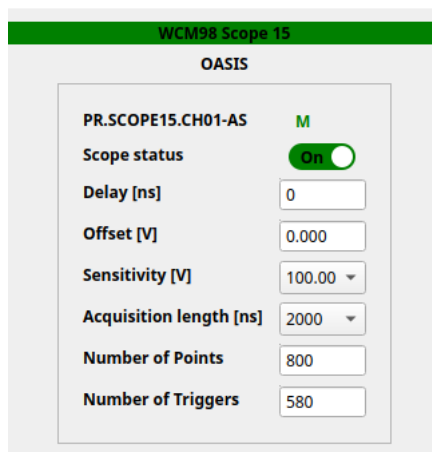 WCM98 Scope 15
OASIS
PR.SCOPE15.CH01-AS M
Scope status On
Delay [ns] 0
Offset [V] 0.000
Sensitivity [V] 100.00
Acquisition length [ns] 2000
Number of Points 800
Number of Triggers 580